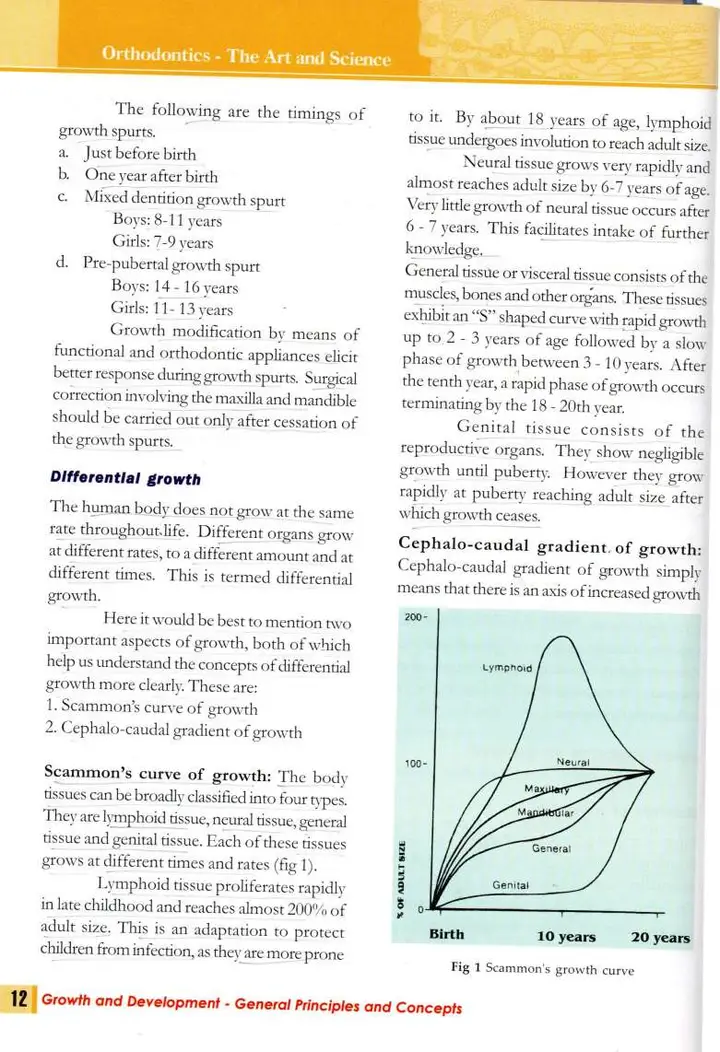 Orthodontics - The Art and Science
The following are the timings of
growth spurts.
a. Just before birth
b. One year after birth
c. Mixed dentition growth spurt
Boys: 8-11 years
Girls: 7-9 years
d. Pre-pubertal growth spurt
Boys: 14 - 16 years
Girls: 11- 13 years
Growth modification by means of
functional and orthodontic appliances elicit
better response during growth spurts. Surgical
correction involving the maxilla and mandible
should be carried out only after cessation of
the growth spurts.
Differential growth
The human body does not grow at the same
rate throughout life. Different organs grow
at different rates, to a different amount and at
different times. This is termed differential
growth.
Here it would be best to mention two
important aspects of growth, both of which
help us understand the concepts of differential
growth more clearly. These are:
1. Scammon's curve of growth
2. Cephalo-caudal gradient of growth
Scammon's curve of growth: The body
tissues can be broadly classified into four types.
They are lymphoid tissue, neural tissue, general
tissue and genital tissue. Each of these tissues
grows at different times and rates (fig 1).
Lymphoid tissue proliferates rapidly
in late childhood and reaches almost 200% of
adult size. This is an adaptation to protect
children from infection, as they are more prone
to it. By about 18 years of age, lymphoid
tissue undergoes involution to reach adult size.
Neural tissue grows very rapidly and
almost reaches adult size by 6-7 years of age.
Very little growth of neural tissue occurs after
6 - 7 years. This facilitates intake of further
knowledge.
General tissue or visceral tissue consists of the
muscles, bones and other organs. These tissues
exhibit an "S" shaped curve with rapid growth
up to 2 - 3 years of age followed by a slow
phase of growth between 3 - 10 years. After
the tenth year, a rapid phase of growth occurs
terminating by the 18 - 20th year.
Genital tissue consists of the
reproductive organs. They show negligible
growth until puberty. However they grow
rapidly at puberty reaching adult size after
which growth ceases.
Cephalo-caudal gradient of growth:
Cephalo-caudal gradient of growth simply
means that there is an axis of increased growth
200-
Lymphoid
100-
Neural
Maxillary
Mandibular
General
Genital
% OF ADULT SIZE
0-
Birth 10 years 20 years
Fig 1 Scammon's growth curve
12 Growth and Development - General Principles and Concepts